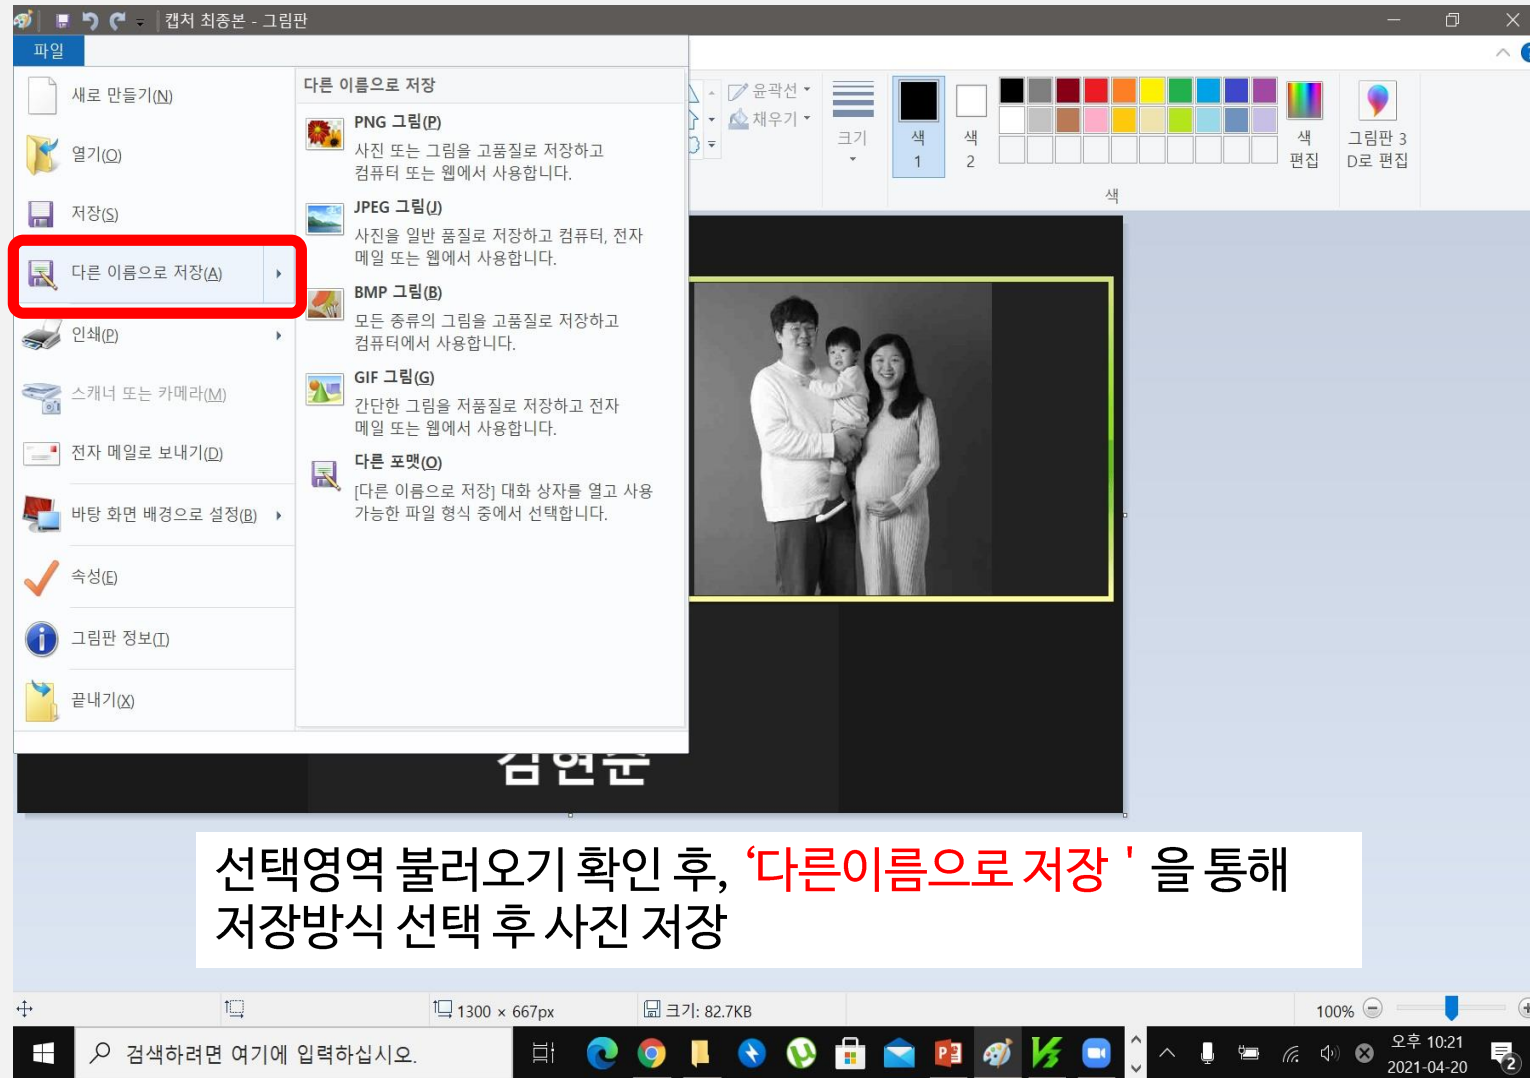 캡처 최종본 - 그림판
파일
새로 만들기(N)
열기(O)
저장(S)
다른 이름으로 저장(A)
인쇄(P)
스캐너 또는 카메라(M)
전자 메일로 보내기(D)
바탕 화면 배경으로 설정(B)
속성(E)
그림판 정보(T)
끝내기(X)
다른 이름으로 저장
PNG 그림(P)
사진 또는 그림을 고품질로 저장하고
컴퓨터 또는 웹에서 사용합니다.
JPEG 그림(J)
사진을 일반 품질로 저장하고 컴퓨터, 전자
메일 또는 웹에서 사용합니다.
BMP 그림(B)
모든 종류의 그림을 고품질로 저장하고
컴퓨터에서 사용합니다.
GIF 그림(G)
간단한 그림을 저품질로 저장하고 전자
메일 또는 웹에서 사용합니다.
다른 포맷(O)
[다른 이름으로 저장] 대화 상자를 열고 사용
가능한 파일 형식 중에서 선택합니다.
윤곽선
채우기
크기
색
1
색
2
색
편집
그림판 3
D로 편집
색
김현준
선택영역 불러오기 확인 후, ‘다른이름으로 저장 ' 을 통해
저장방식 선택 후 사진 저장
1300 × 667px
크기: 82.7KB
100%
검색하려면 여기에 입력하십시오.
오후 10:21
2021-04-20
2